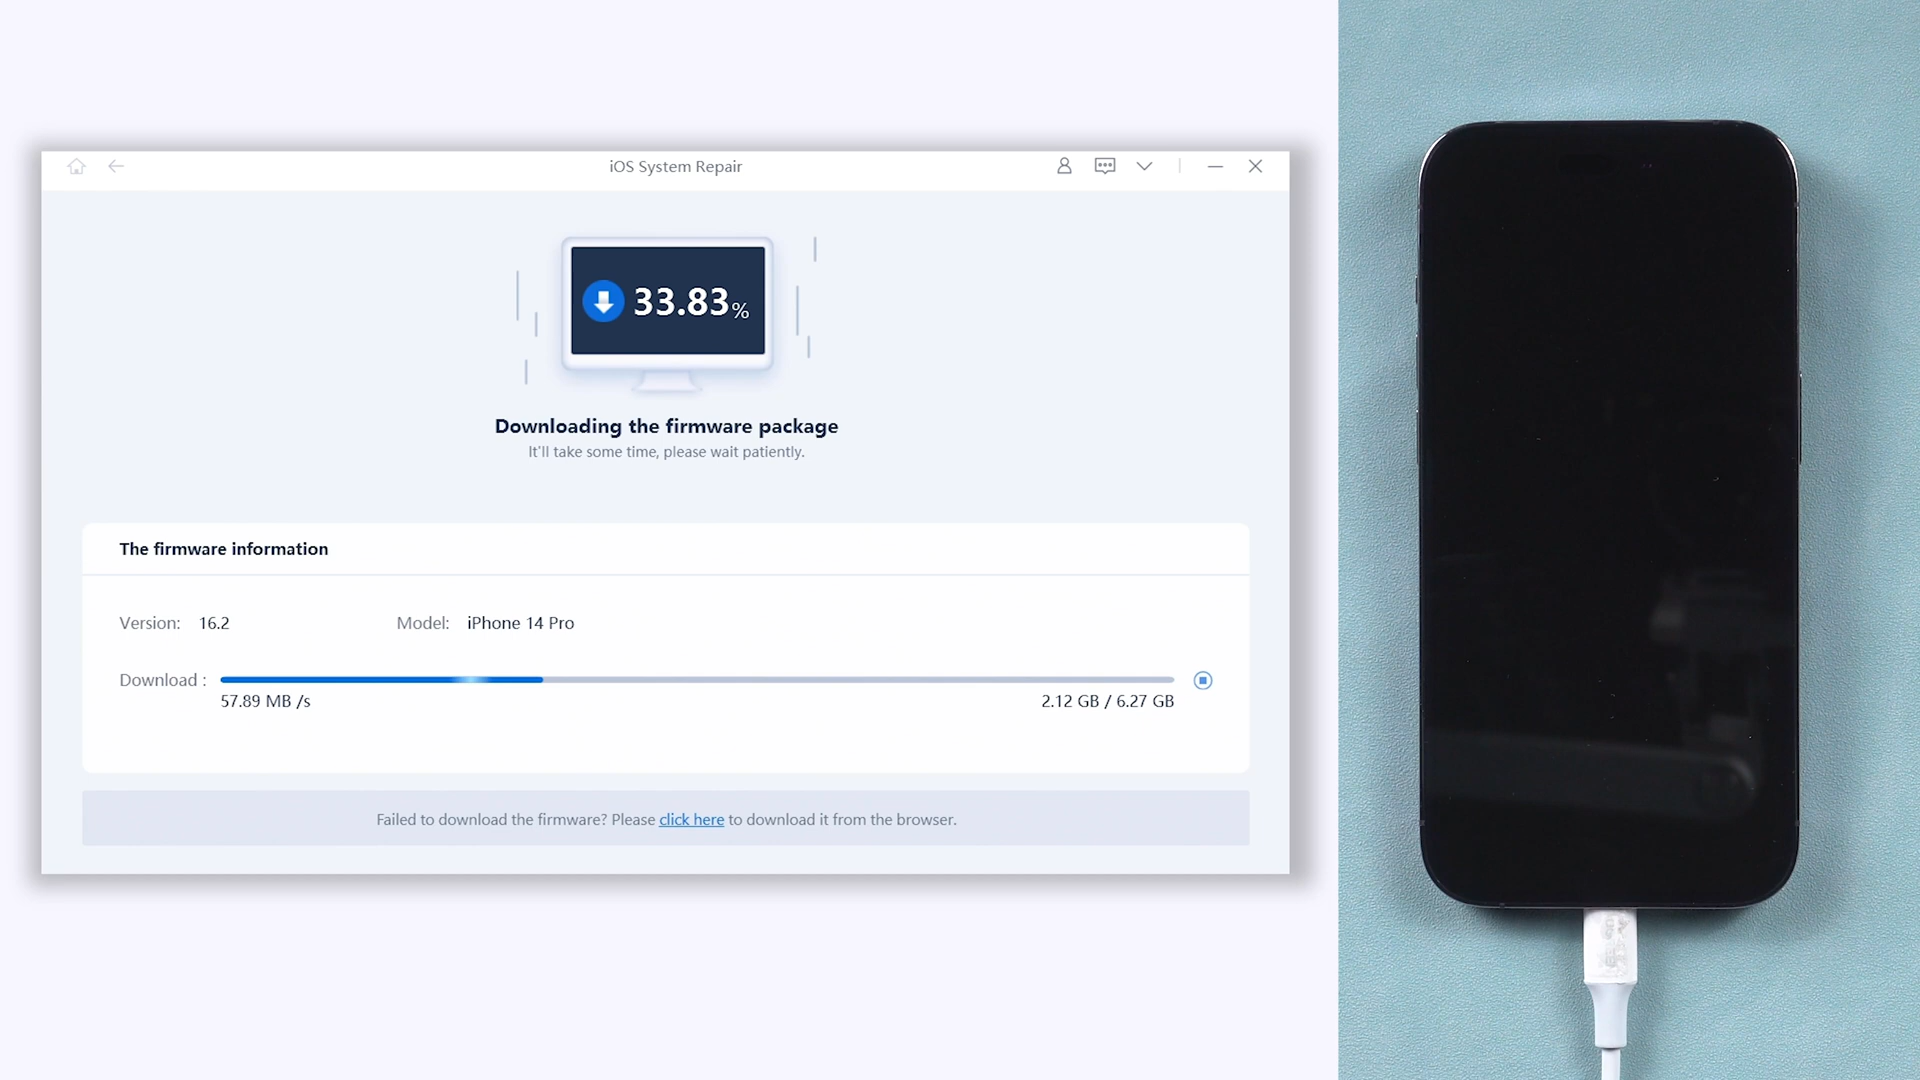 iOS System Repair
33.83%
Downloading the firmware package
It'll take some time, please wait patiently.
The firmware information
Version: 16.2 Model: iPhone 14 Pro
Download :
57.89 MB /s 2.12 GB / 6.27 GB
Failed to download the firmware? Please click here to download it from the browser.